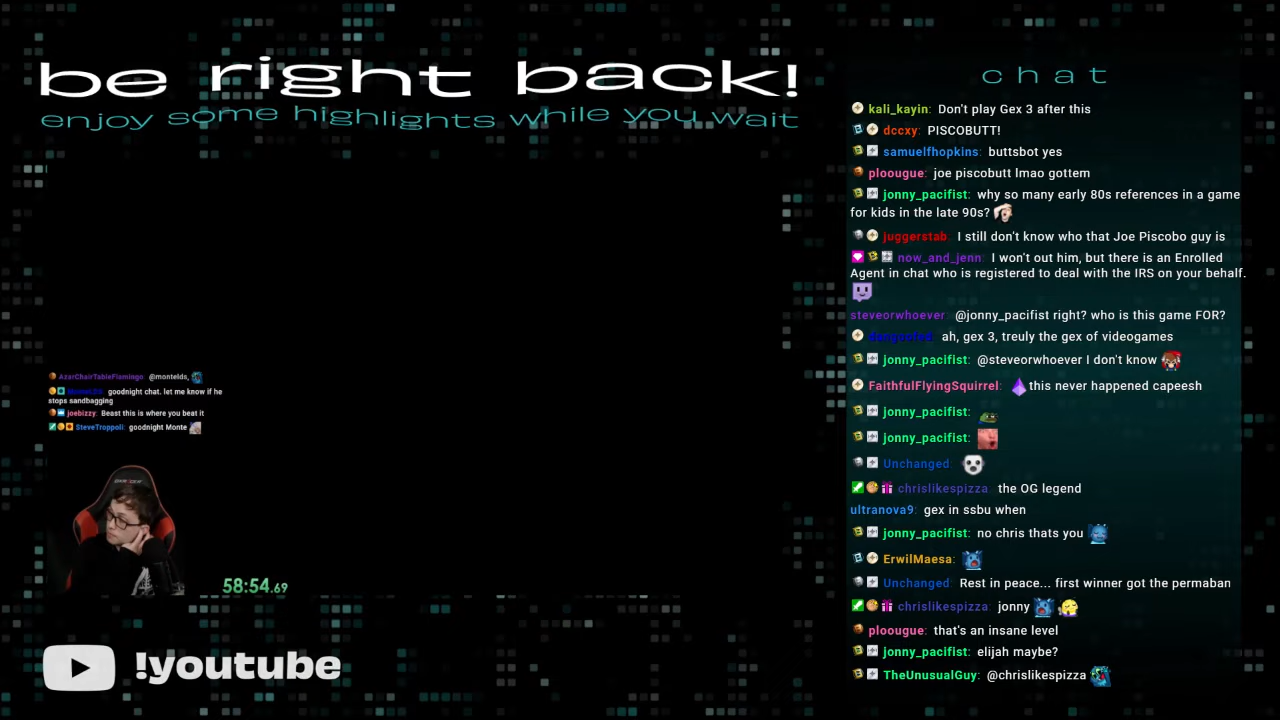 be right back!
enjoy some highlights while you wait
AzarChairTableFlamingo: @montelds,
goodnight chat. let me know if he
stops sandbagging
joebizzy: Beast this is where you beat it
SteveTroppoli: goodnight Monte
58:54.69
!youtube
chat
kali_kayin: Don't play Gex 3 after this
dccxy: PISCOBUTT!
samuelfhopkins: buttsbot yes
ploougue: joe piscobutt lmao gottem
jonny_pacifist: why so many early 80s references in a game
for kids in the late 90s?
juggerstab: I still don't know who that Joe Piscobo guy is
now_and_jenn: I won't out him, but there is an Enrolled
Agent in chat who is registered to deal with the IRS on your behalf.
steveorwhoever: @jonny_pacifist right? who is this game FOR?
ah, gex 3, treuly the gex of videogames
jonny_pacifist: @steveorwhoever I don't know
FaithfulFlyingSquirrel: this never happened capeesh
jonny_pacifist:
jonny_pacifist:
Unchanged
chrislikespizza: the OG legend
ultranova9: gex in ssbu when
jonny_pacifist: no chris thats you
ErwilMaesa:
Unchanged Rest in peace... first winner got the permaban
chrislikespizza: jonny
ploougue: that's an insane level
jonny_pacifist: elijah maybe?
TheUnusualGuy: @chrislikespizza